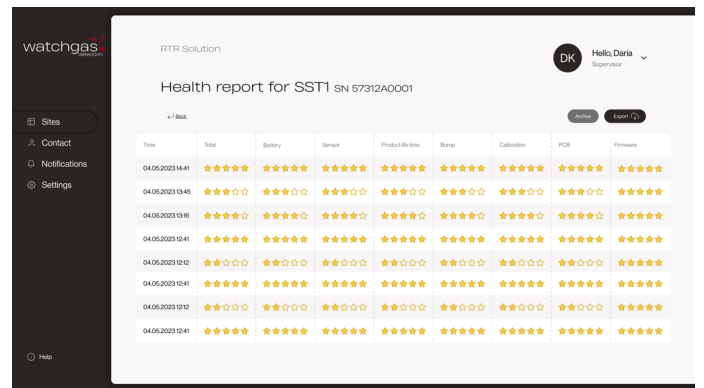 watchgas
detection
RTR Solution
DK
Hello, Daria
Supervisor
Health report for SST1 SN 57312A0001
Back
Archive
Export
Sites
Contact
Notifications
Settings
Help
Time Total Battery Sensor Product life time Bump Calibration PCB Firmware
04.05.2023 14:41
04.05.2023 13:45
04.05.2023 13:16
04.05.2023 12:41
04.05.2023 12:12
04.05.2023 12:41
04.05.2023 12:12
04.05.2023 12:41